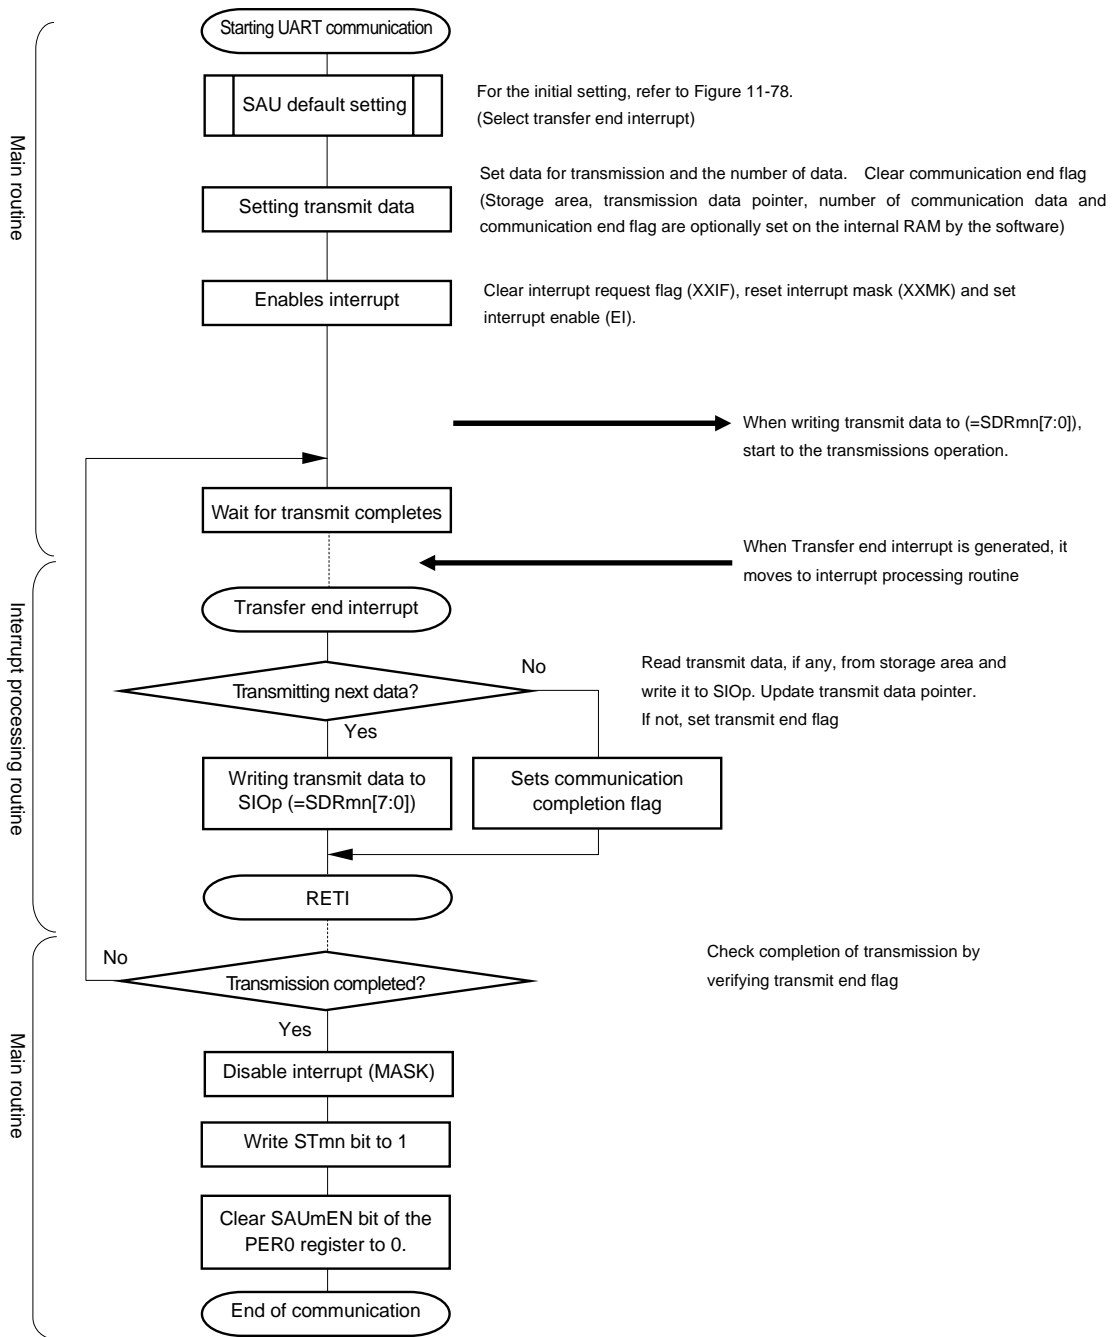 Starting UART communication
SAU default setting
For the initial setting, refer to Figure 11-78.
(Select transfer end interrupt)
Main routine
Setting transmit data
Set data for transmission and the number of data. Clear communication end flag
(Storage area, transmission data pointer, number of communication data and
communication end flag are optionally set on the internal RAM by the software)
Enables interrupt
Clear interrupt request flag (XXIF), reset interrupt mask (XXMK) and set
interrupt enable (EI).
When writing transmit data to (=SDRmn[7:0]),
start to the transmissions operation.
Wait for transmit completes
When Transfer end interrupt is generated, it
moves to interrupt processing routine
Interrupt processing routine
Transfer end interrupt
Transmitting next data?
No
Yes
Read transmit data, if any, from storage area and
write it to SIOp. Update transmit data pointer.
If not, set transmit end flag
Writing transmit data to
SIOp (=SDRmn[7:0])
Sets communication
completion flag
RETI
Main routine
No
Transmission completed?
Yes
Check completion of transmission by
verifying transmit end flag
Disable interrupt (MASK)
Write STmn bit to 1
Clear SAUmEN bit of the
PER0 register to 0.
End of communication